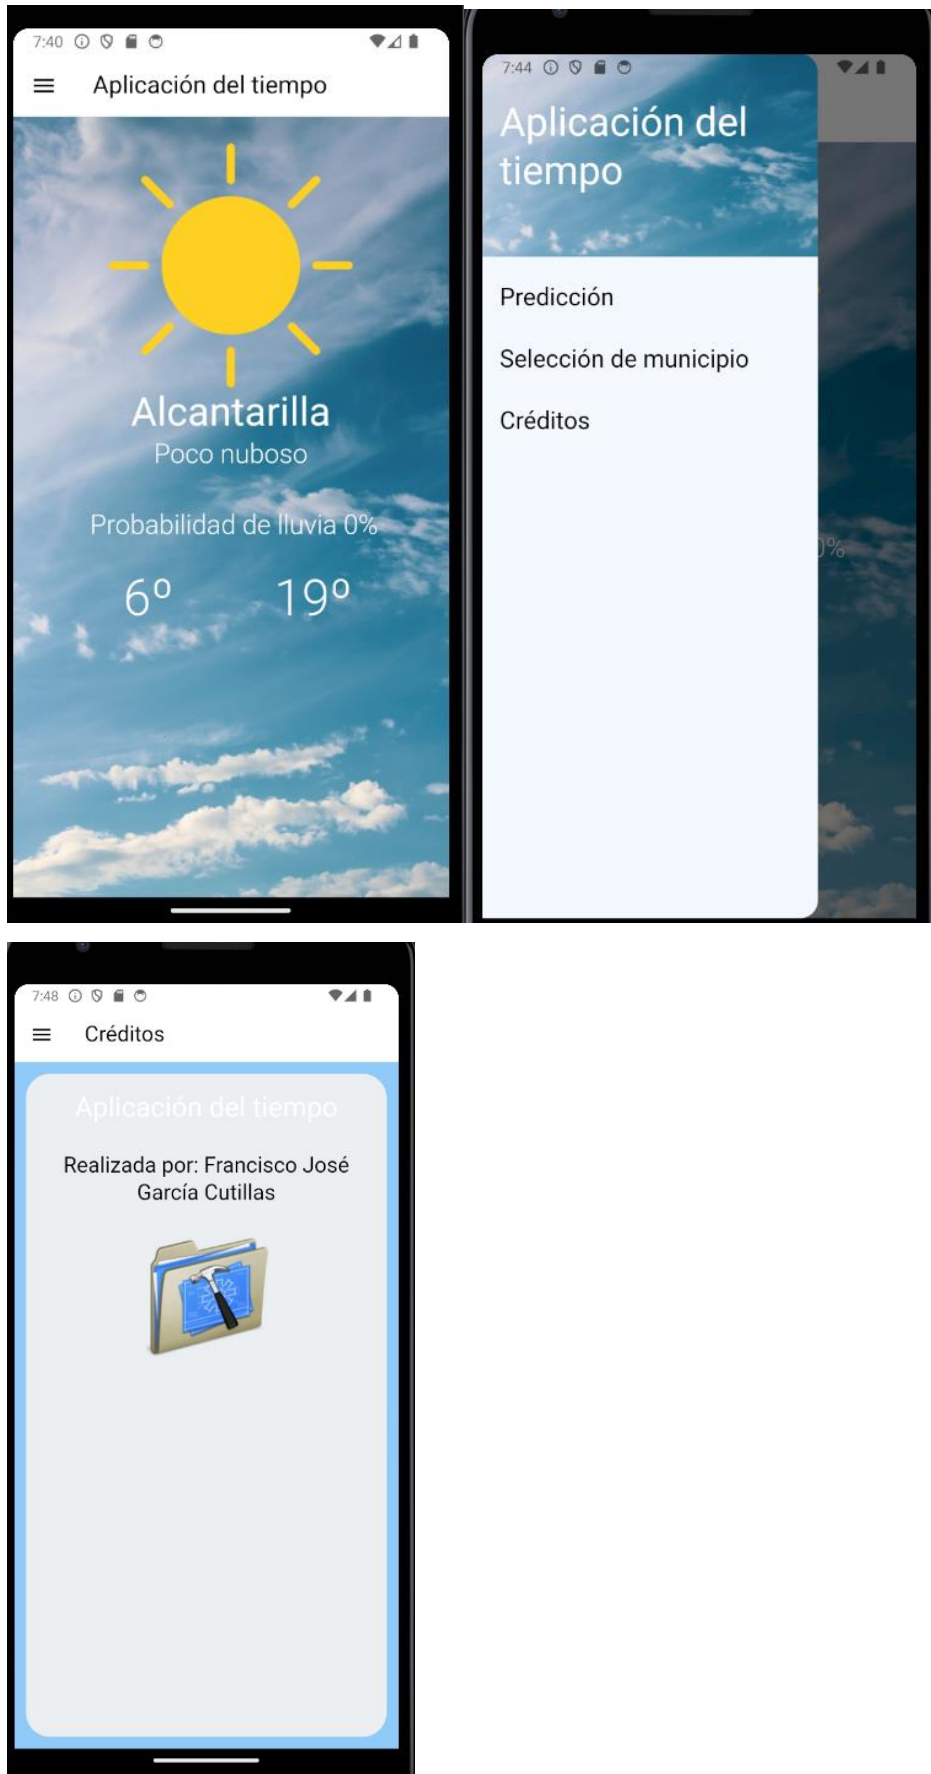 7:40
Aplicación del tiempo
Alcantarilla
Poco nuboso
Probabilidad de lluvia 0%
6º 19º
7:44
Aplicación del
tiempo
Predicción
Selección de municipio
Créditos
0%
7:48
Créditos
Aplicación del tiempo
Realizada por: Francisco José
García Cutillas